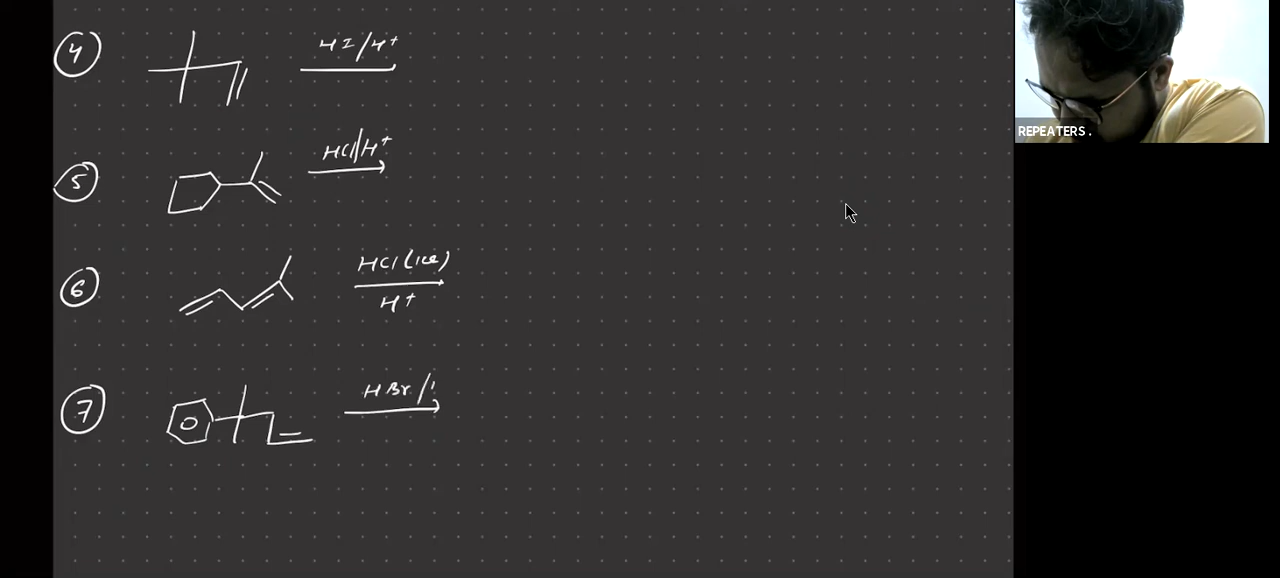 4 HI/H+
5 HCl/H+
6 HCl (ice)
H+
7 HBr/
REPEATERS .